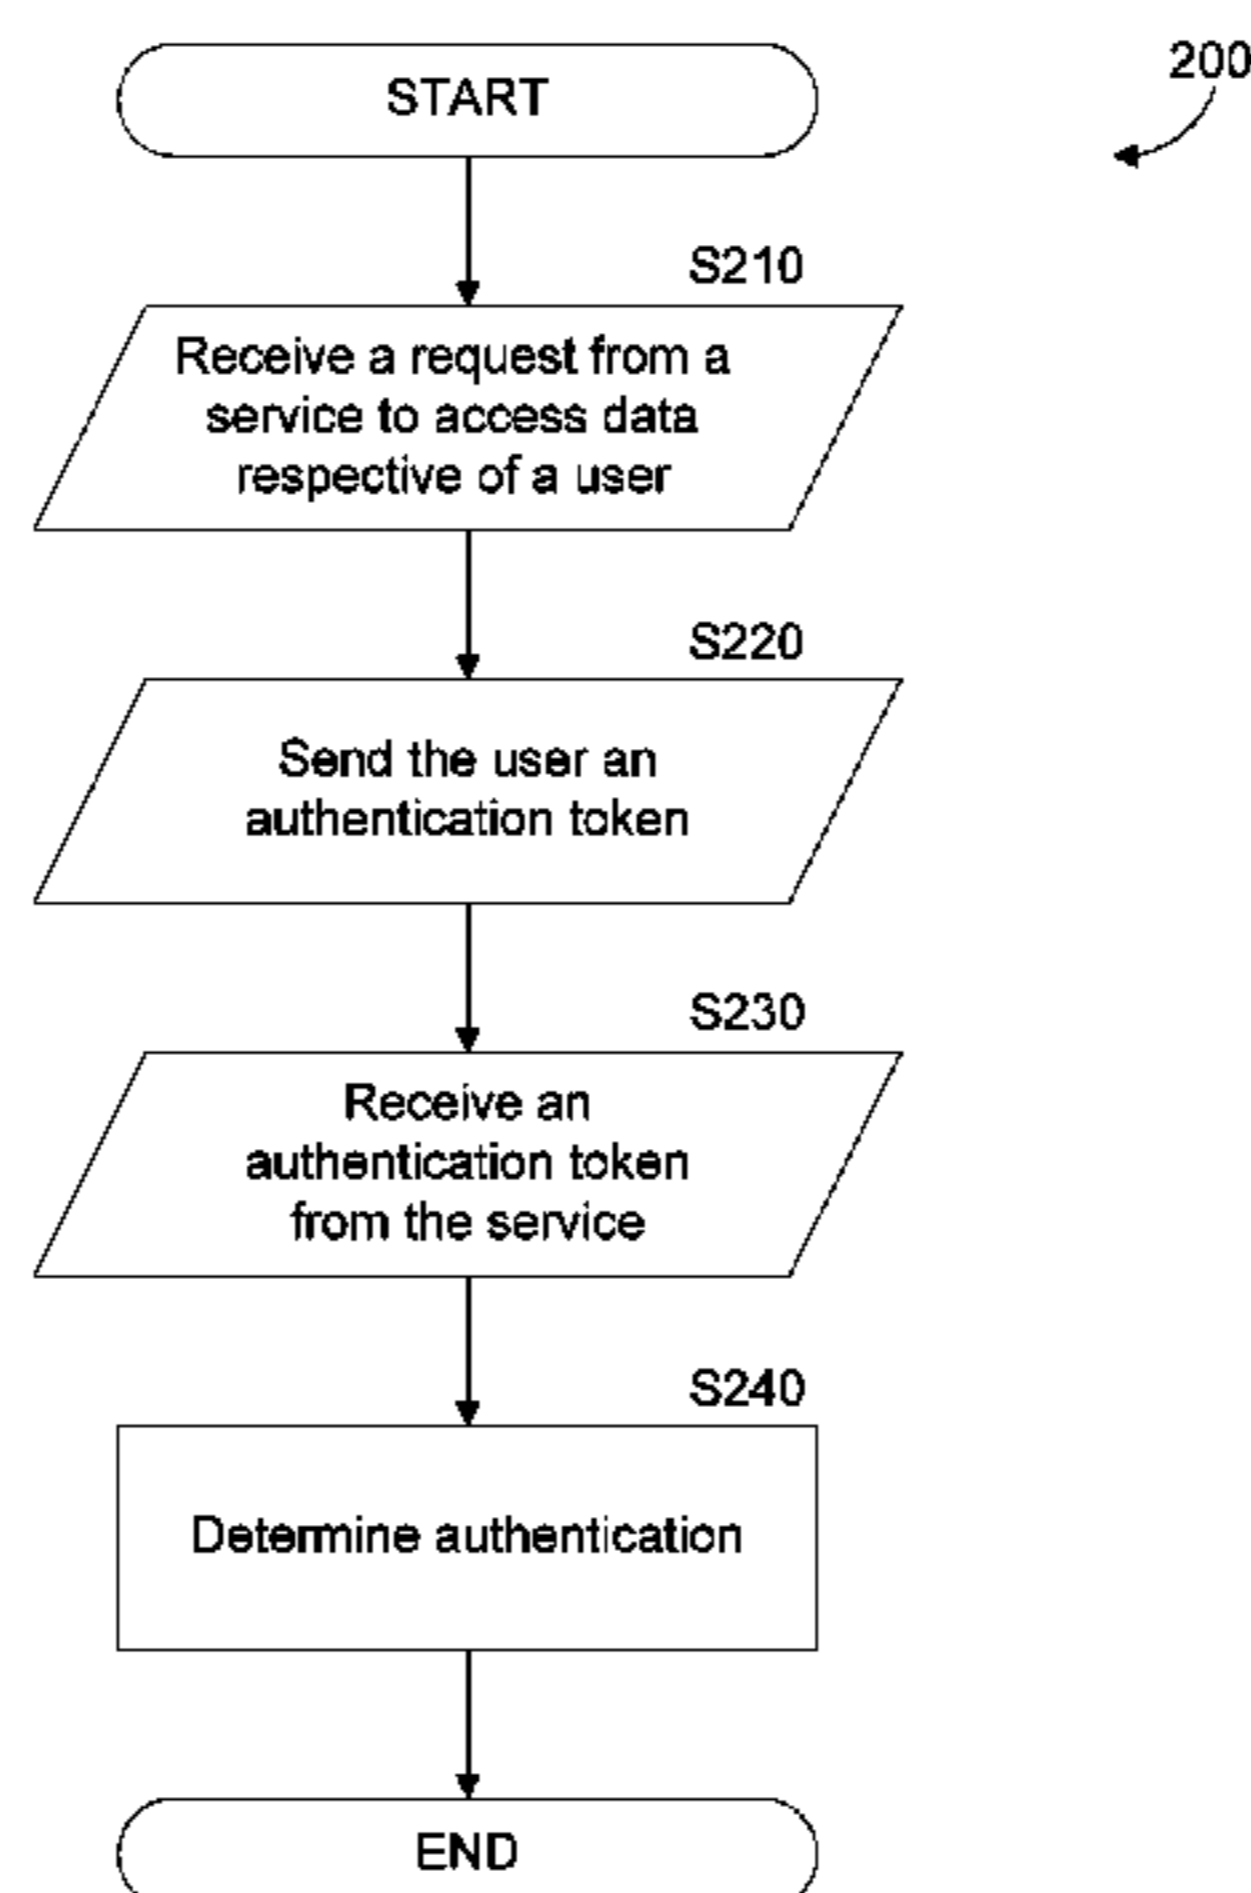 START
200
S210
Receive a request from a
service to access data
respective of a user
S220
Send the user an
authentication token
S230
Receive an
authentication token
from the service
S240
Determine authentication
END